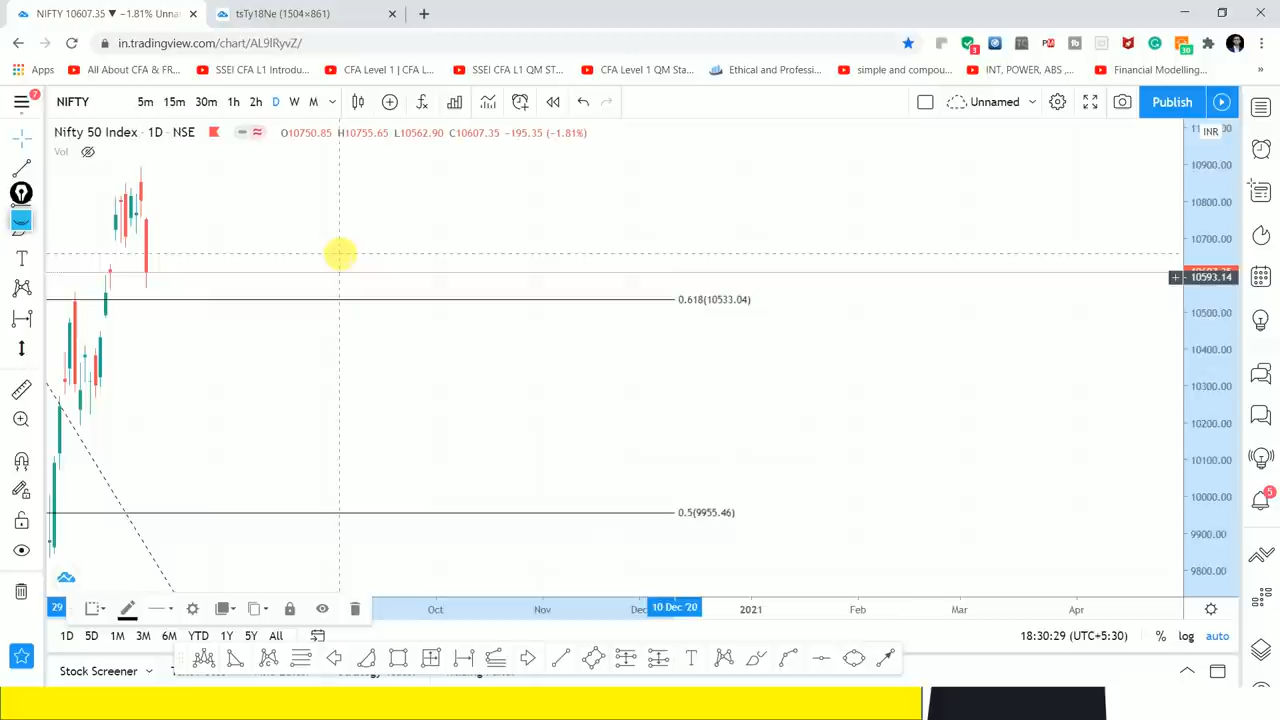 NIFTY 10607.35 ▼ −1.81% Unna
tsTy18Ne (1504×861)
in.tradingview.com/chart/AL9lRyvZ/
Apps All About CFA & FR... SSEI CFA L1 Introdu... CFA Level 1 | CFA L... SSEI CFA L1 QM ST... CFA Level 1 QM Sta... Ethical and Professi... simple and compou... INT, POWER, ABS ,... Financial Modelling... »
7
3
30
NIFTY 5m 15m 30m 1h 2h D W M Unnamed Publish
Nifty 50 Index · 1D · NSE O10750.85 H10755.65 L10562.90 C10607.35 −195.35 (−1.81%)
INR
Vol
10900.00
10800.00
10700.00
10593.14
0.618(10533.04)
10500.00
10400.00
10300.00
10200.00
10100.00
10000.00
5
0.5(9955.46)
9900.00
9800.00
29 Oct Nov Dec 10 Dec '20 2021 Feb Mar Apr
1D 5D 1M 3M 6M YTD 1Y 5Y All 18:30:29 (UTC+5:30) % log auto
Stock Screener